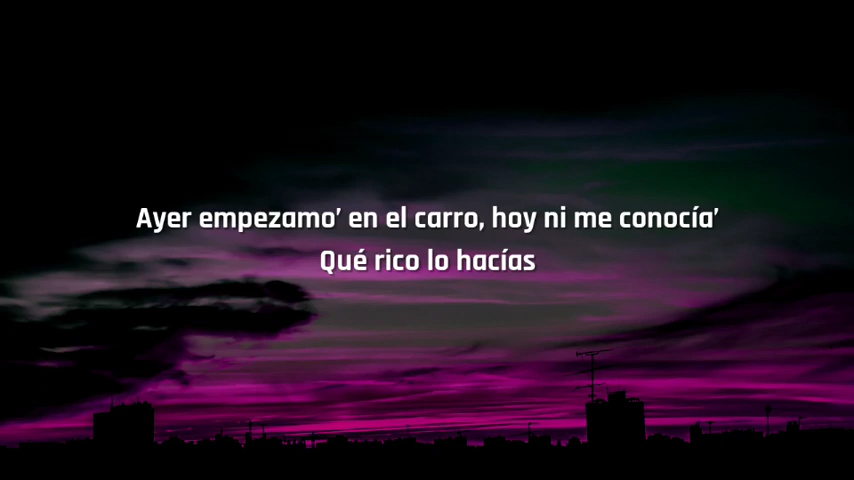 Ayer empezamo’ en el carro, hoy ni me conocía’
Qué rico lo hacías